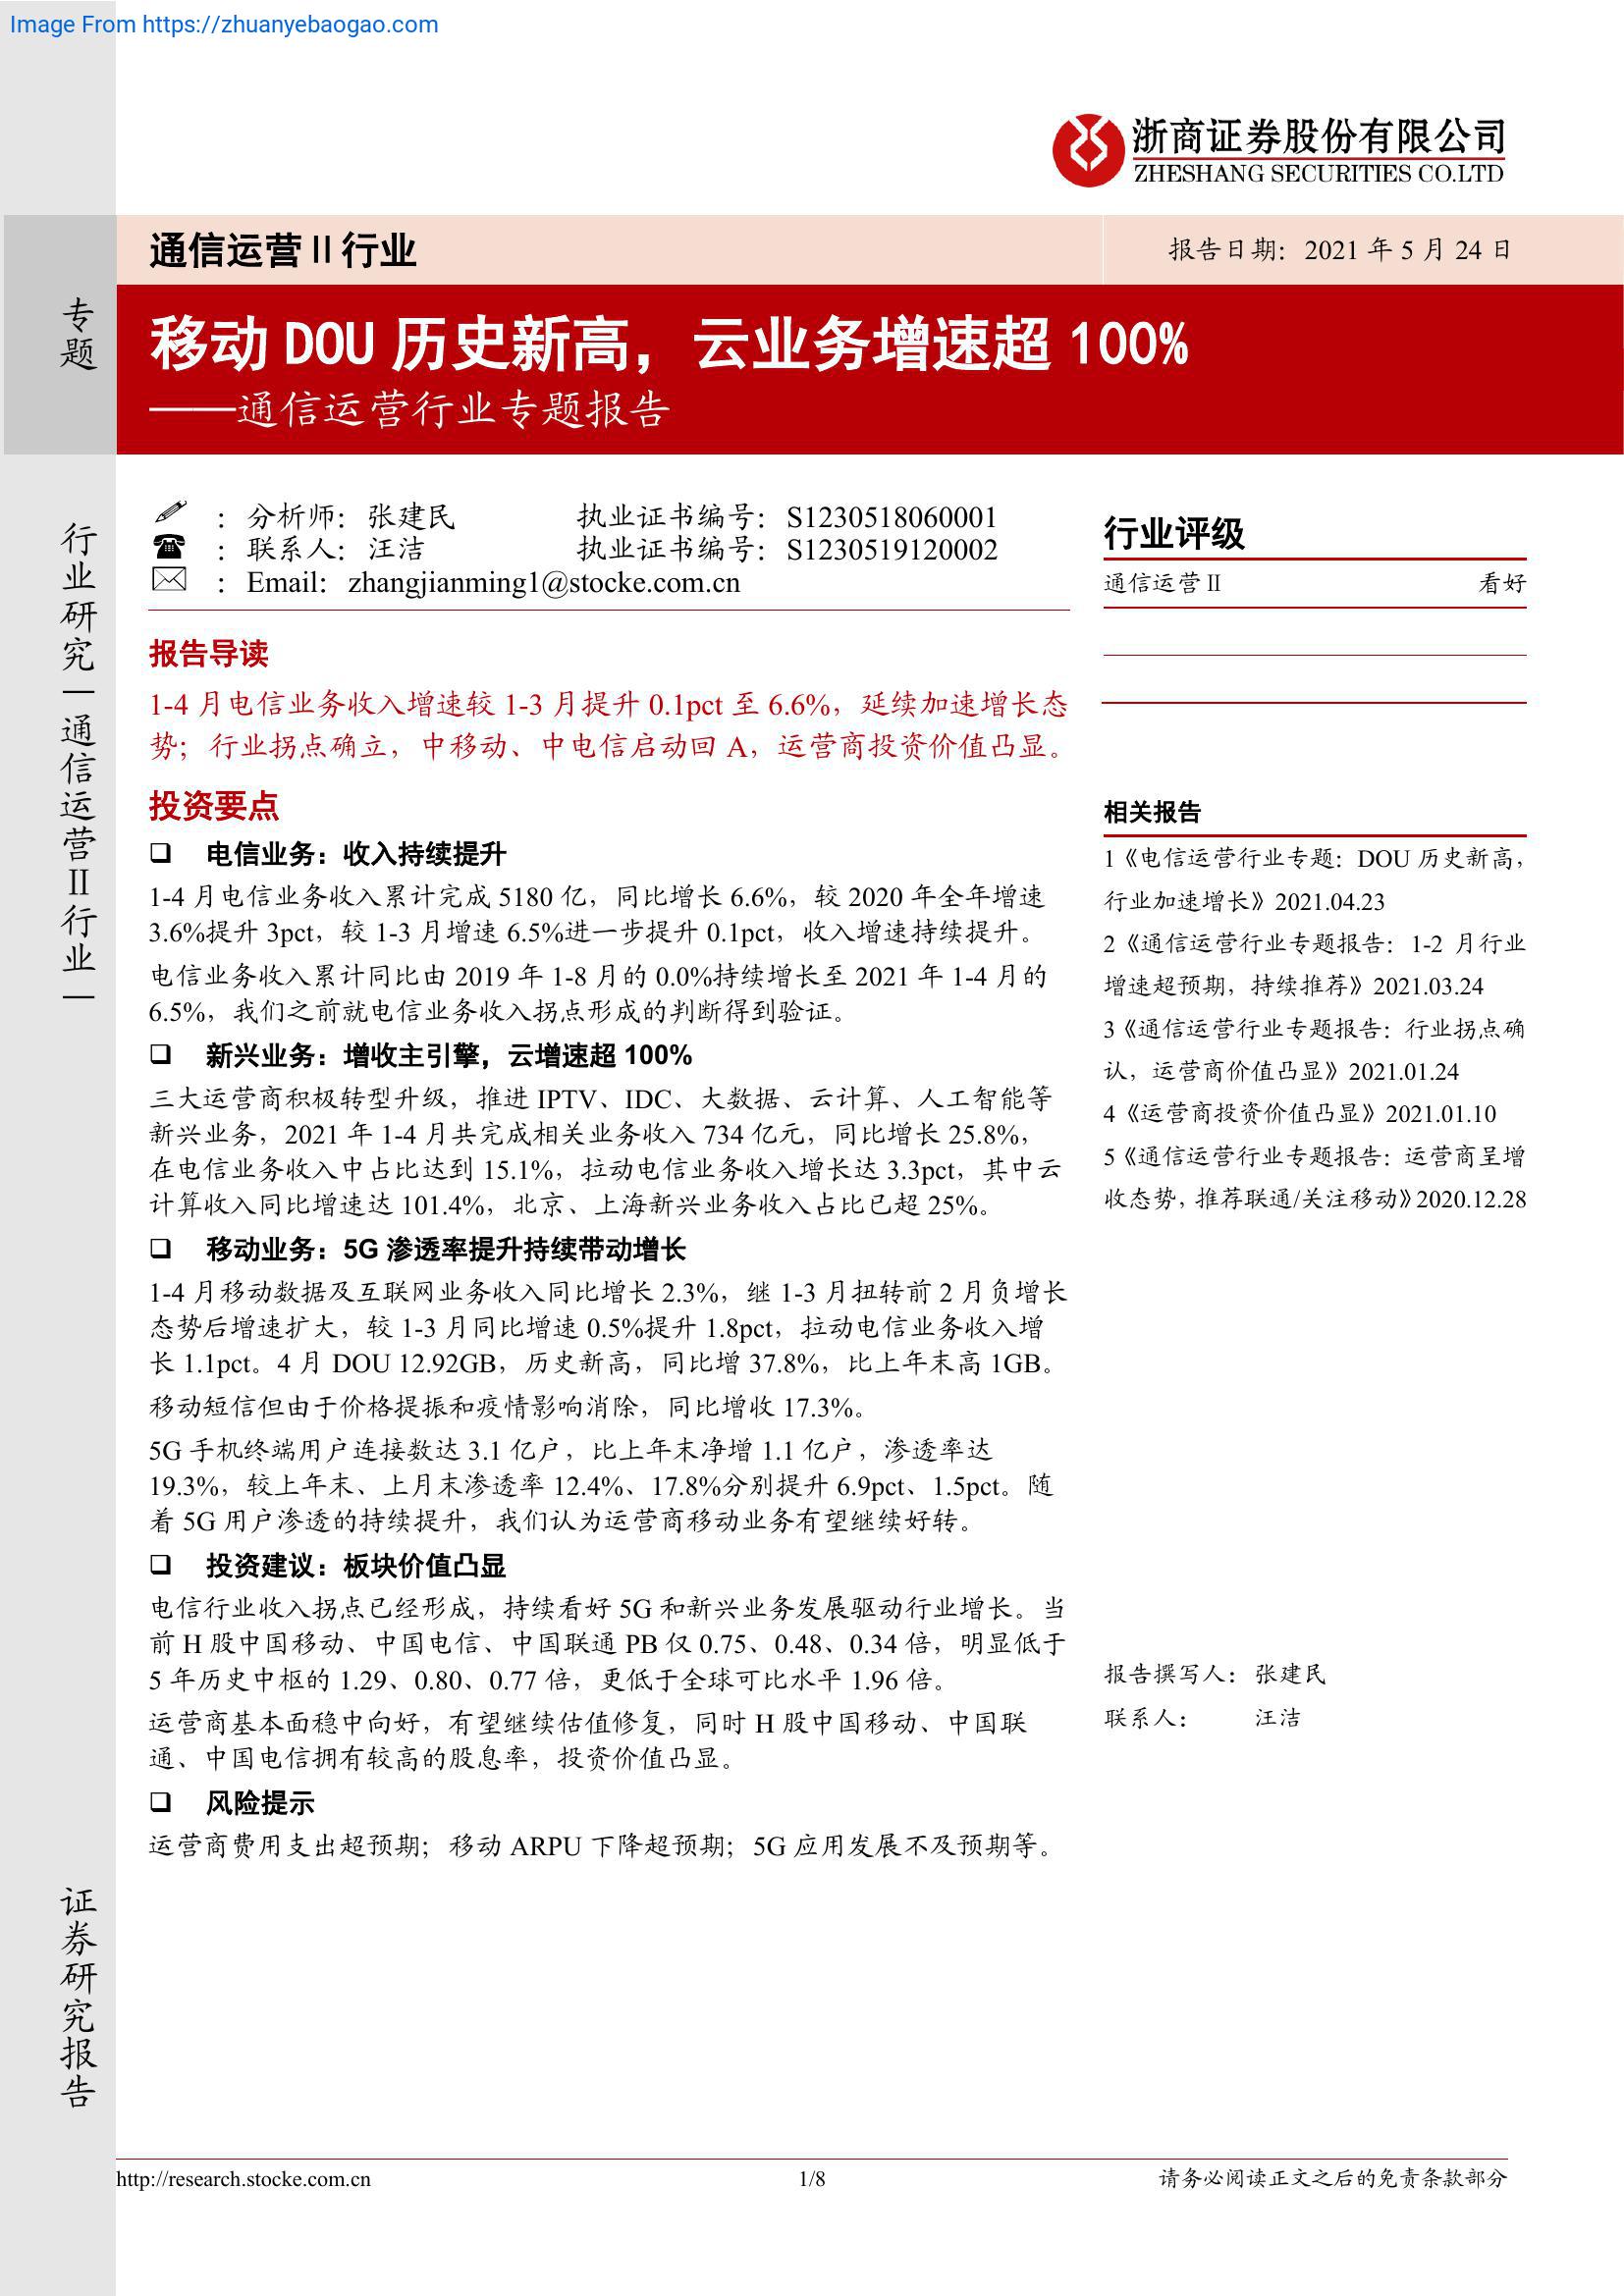 Image From https://zhuanyebaogao.com
浙商证券股份有限公司
ZHESHANG SECURITIES CO.LTD
通信运营Ⅱ行业
报告日期：2021 年 5 月 24 日
专题
移动 DOU 历史新高，云业务增速超 100%
——通信运营行业专题报告
行业研究｜通信运营Ⅱ行业｜
：分析师：张建民 执业证书编号：S1230518060001
：联系人：汪洁 执业证书编号：S1230519120002
：Email：zhangjianming1@stocke.com.cn
报告导读
1-4 月电信业务收入增速较 1-3 月提升 0.1pct 至 6.6%，延续加速增长态
势；行业拐点确立，中移动、中电信启动回 A，运营商投资价值凸显。
投资要点
❑ 电信业务：收入持续提升
1-4 月电信业务收入累计完成 5180 亿，同比增长 6.6%，较 2020 年全年增速
3.6%提升 3pct，较 1-3 月增速 6.5%进一步提升 0.1pct，收入增速持续提升。
电信业务收入累计同比由 2019 年 1-8 月的 0.0%持续增长至 2021 年 1-4 月的
6.5%，我们之前就电信业务收入拐点形成的判断得到验证。
❑ 新兴业务：增收主引擎，云增速超 100%
三大运营商积极转型升级，推进 IPTV、IDC、大数据、云计算、人工智能等
新兴业务，2021 年 1-4 月共完成相关业务收入 734 亿元，同比增长 25.8%，
在电信业务收入中占比达到 15.1%，拉动电信业务收入增长达 3.3pct，其中云
计算收入同比增速达 101.4%，北京、上海新兴业务收入占比已超 25%。
❑ 移动业务：5G 渗透率提升持续带动增长
1-4 月移动数据及互联网业务收入同比增长 2.3%，继 1-3 月扭转前 2 月负增长
态势后增速扩大，较 1-3 月同比增速 0.5%提升 1.8pct，拉动电信业务收入增
长 1.1pct。4 月 DOU 12.92GB，历史新高，同比增 37.8%，比上年末高 1GB。
移动短信但由于价格提振和疫情影响消除，同比增收 17.3%。
5G 手机终端用户连接数达 3.1 亿户，比上年末净增 1.1 亿户，渗透率达
19.3%，较上年末、上月末渗透率 12.4%、17.8%分别提升 6.9pct、1.5pct。随
着 5G 用户渗透的持续提升，我们认为运营商移动业务有望继续好转。
❑ 投资建议：板块价值凸显
电信行业收入拐点已经形成，持续看好 5G 和新兴业务发展驱动行业增长。当
前 H 股中国移动、中国电信、中国联通 PB 仅 0.75、0.48、0.34 倍，明显低于
5 年历史中枢的 1.29、0.80、0.77 倍，更低于全球可比水平 1.96 倍。
运营商基本面稳中向好，有望继续估值修复，同时 H 股中国移动、中国联
通、中国电信拥有较高的股息率，投资价值凸显。
❑ 风险提示
运营商费用支出超预期；移动 ARPU 下降超预期；5G 应用发展不及预期等。
行业评级
通信运营Ⅱ 看好
相关报告
1《电信运营行业专题：DOU 历史新高，
行业加速增长》2021.04.23
2《通信运营行业专题报告：1-2 月行业
增速超预期，持续推荐》2021.03.24
3《通信运营行业专题报告：行业拐点确
认，运营商价值凸显》2021.01.24
4《运营商投资价值凸显》2021.01.10
5《通信运营行业专题报告：运营商呈增
收态势，推荐联通/关注移动》2020.12.28
报告撰写人：张建民
联系人： 汪洁
证券研究报告
http://research.stocke.com.cn
1/8
请务必阅读正文之后的免责条款部分